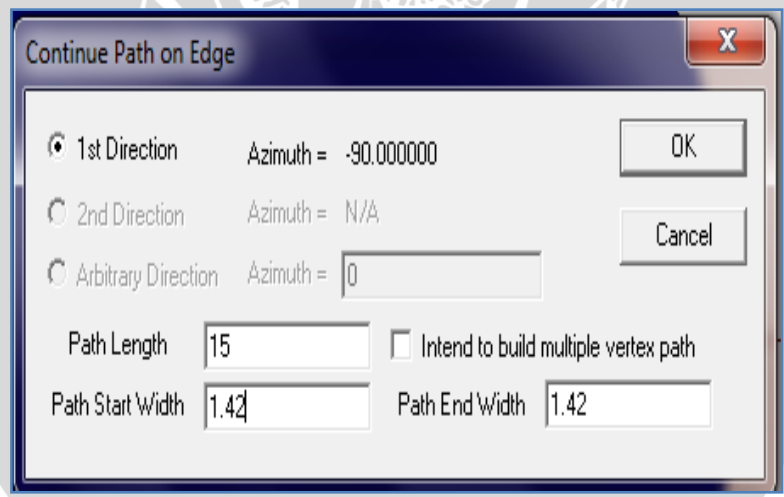 Continue Path on Edge
X
1st Direction Azimuth = -90.000000 OK
2nd Direction Azimuth = N/A
Cancel
Arbitrary Direction Azimuth = 0
Path Length 15 Intend to build multiple vertex path
Path Start Width 1.42 Path End Width 1.42